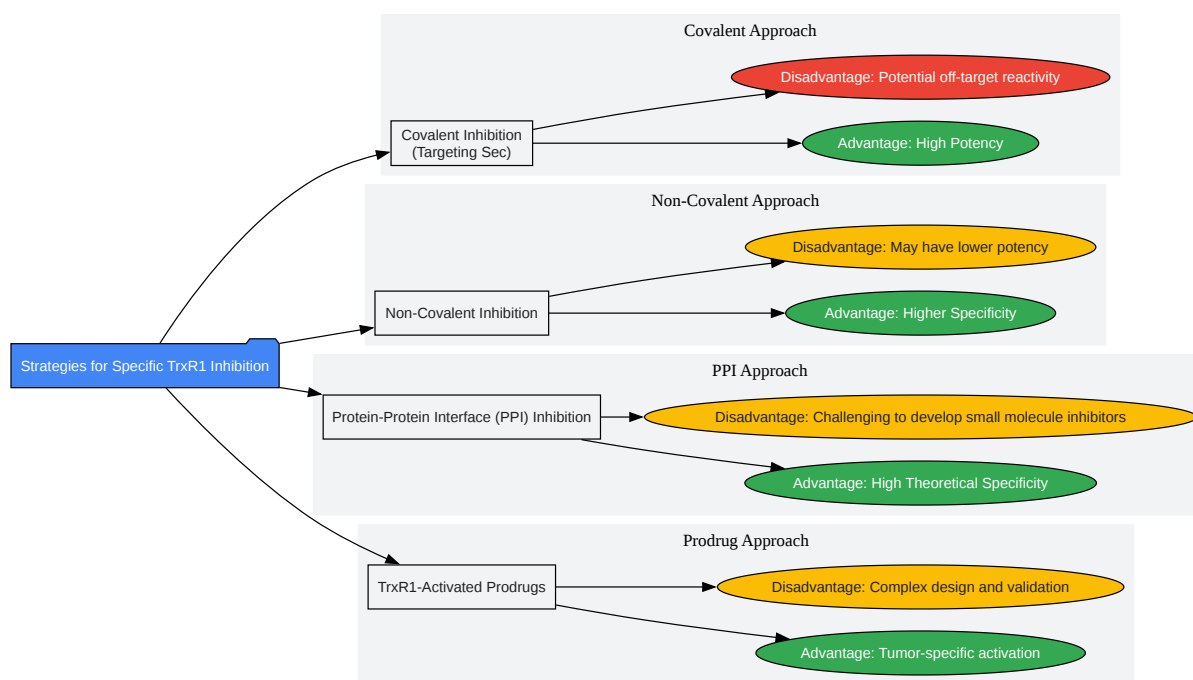 Covalent Approach
Disadvantage: Potential off-target reactivity
Covalent Inhibition
(Targeting Sec)
Advantage: High Potency
Non-Covalent Approach
Disadvantage: May have lower potency
Non-Covalent Inhibition
Advantage: Higher Specificity
Strategies for Specific TrxR1 Inhibition
PPI Approach
Protein-Protein Interface (PPI) Inhibition
Disadvantage: Challenging to develop small molecule inhibitors
Advantage: High Theoretical Specificity
Prodrug Approach
TrxR1-Activated Prodrugs
Disadvantage: Complex design and validation
Advantage: Tumor-specific activation